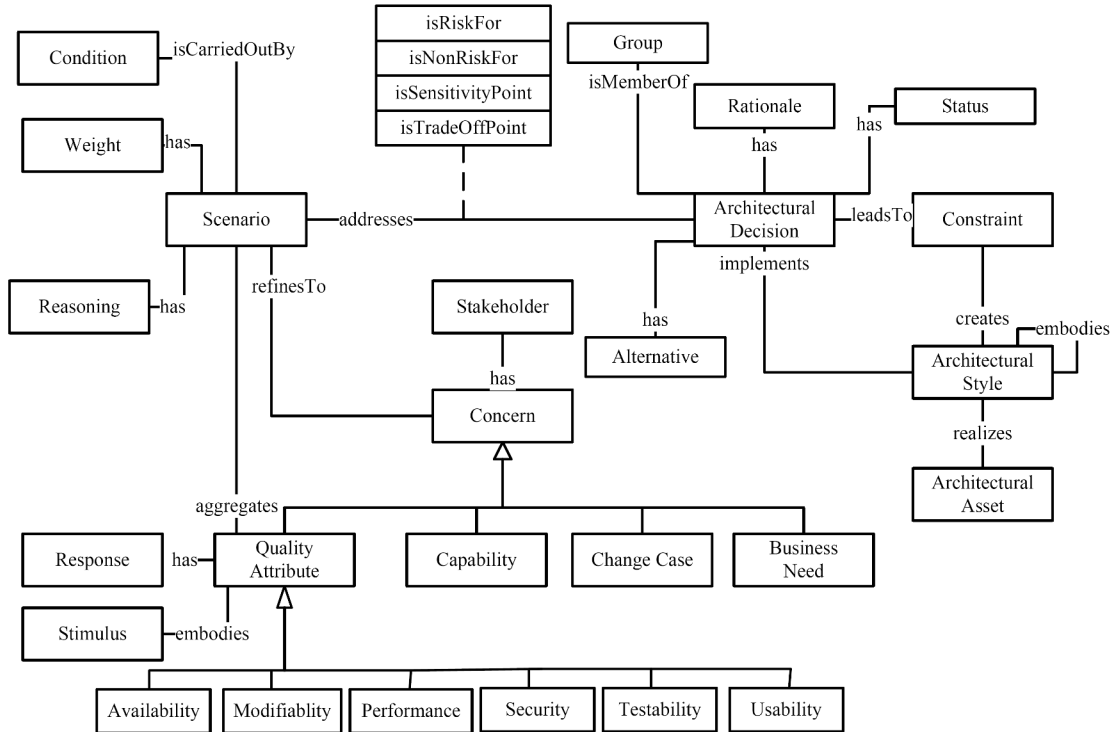 isRiskFor
isNonRiskFor
isSensitivityPoint
isTradeOffPoint
Group
isMemberOf
Condition
isCarriedOutBy
Rationale
has
Status
has
Weight
has
Scenario
addresses
Architectural
Decision
leadsTo
Constraint
implements
refinesTo
Reasoning
has
Stakeholder
has
has
Alternative
creates
embodies
Architectural
Style
Concern
realizes
Architectural
Asset
aggregates
Response
has
Quality
Attribute
Capability
Change Case
Business
Need
Stimulus
embodies
Availability
Modifiablity
Performance
Security
Testability
Usability